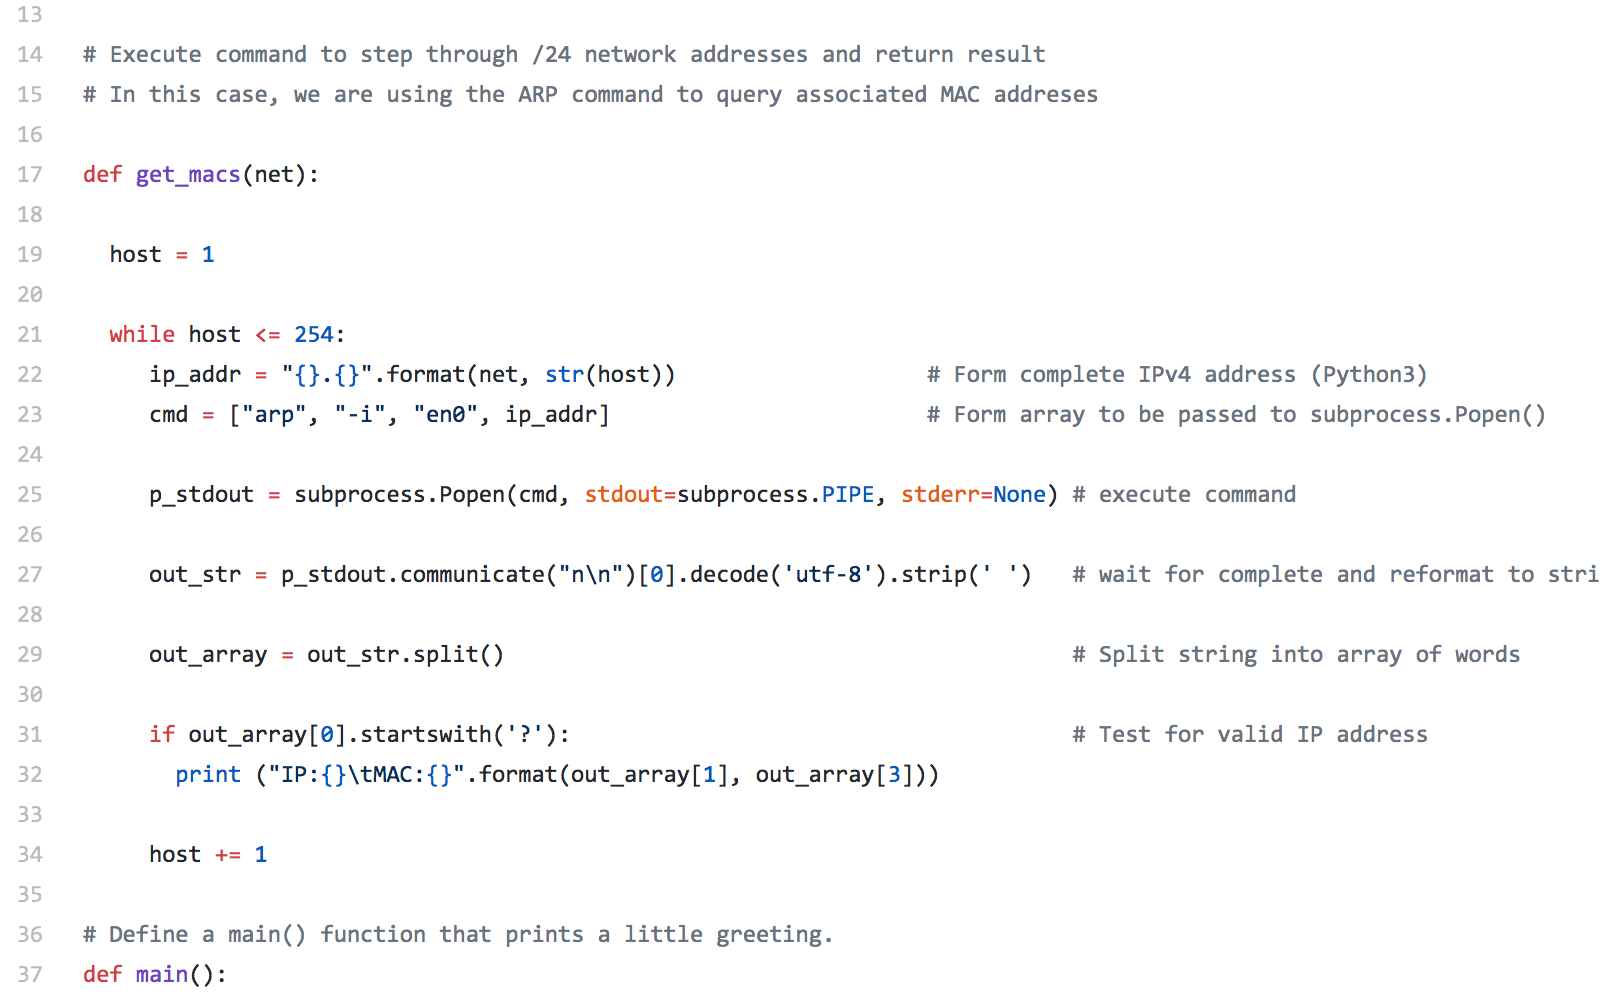 13
14 # Execute command to step through /24 network addresses and return result
15 # In this case, we are using the ARP command to query associated MAC addreses
16
17 def get_macs(net):
18
19 host = 1
20
21 while host <= 254:
22 ip_addr = "{}.{}".format(net, str(host)) # Form complete IPv4 address (Python3)
23 cmd = ["arp", "-i", "en0", ip_addr] # Form array to be passed to subprocess.Popen()
24
25 p_stdout = subprocess.Popen(cmd, stdout=subprocess.PIPE, stderr=None) # execute command
26
27 out_str = p_stdout.communicate("n\n")[0].decode('utf-8').strip(' ') # wait for complete and reformat to stri
28
29 out_array = out_str.split() # Split string into array of words
30
31 if out_array[0].startswith('?'): # Test for valid IP address
32 print ("IP:{}\tMAC:{}".format(out_array[1], out_array[3]))
33
34 host += 1
35
36 # Define a main() function that prints a little greeting.
37 def main():